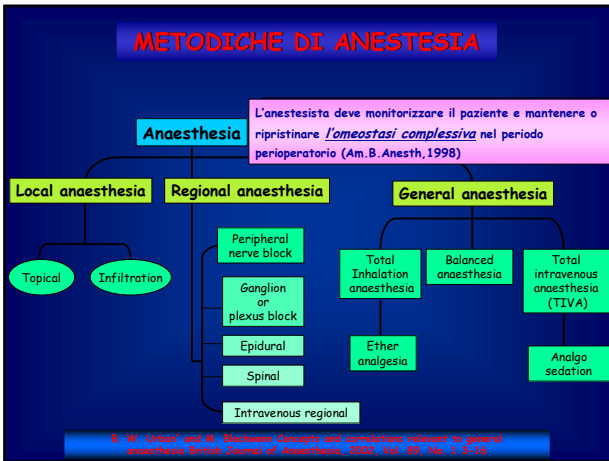 METODICHE DI ANESTESIA
L'anestesista deve monitorizzare il paziente e mantenere o
ripristinare l'omeostasi complessiva nel periodo
perioperatorio (Am.B.Anesth,1998)
Anaesthesia
Local anaesthesia
Regional anaesthesia
General anaesthesia
Topical
Infiltration
Peripheral
nerve block
Ganglion
or
plexus block
Epidural
Spinal
Intravenous regional
Total
Inhalation
anaesthesia
Ether
analgesia
Balanced
anaesthesia
Total
intravenous
anaesthesia
(TIVA)
Analgo
sedation
B. W. Urban and M. Bleckwenn Concepts and correlations relevant to general
anaesthesia British Journal of Anaesthesia, 2002, Vol. 89, No. 1 3-16